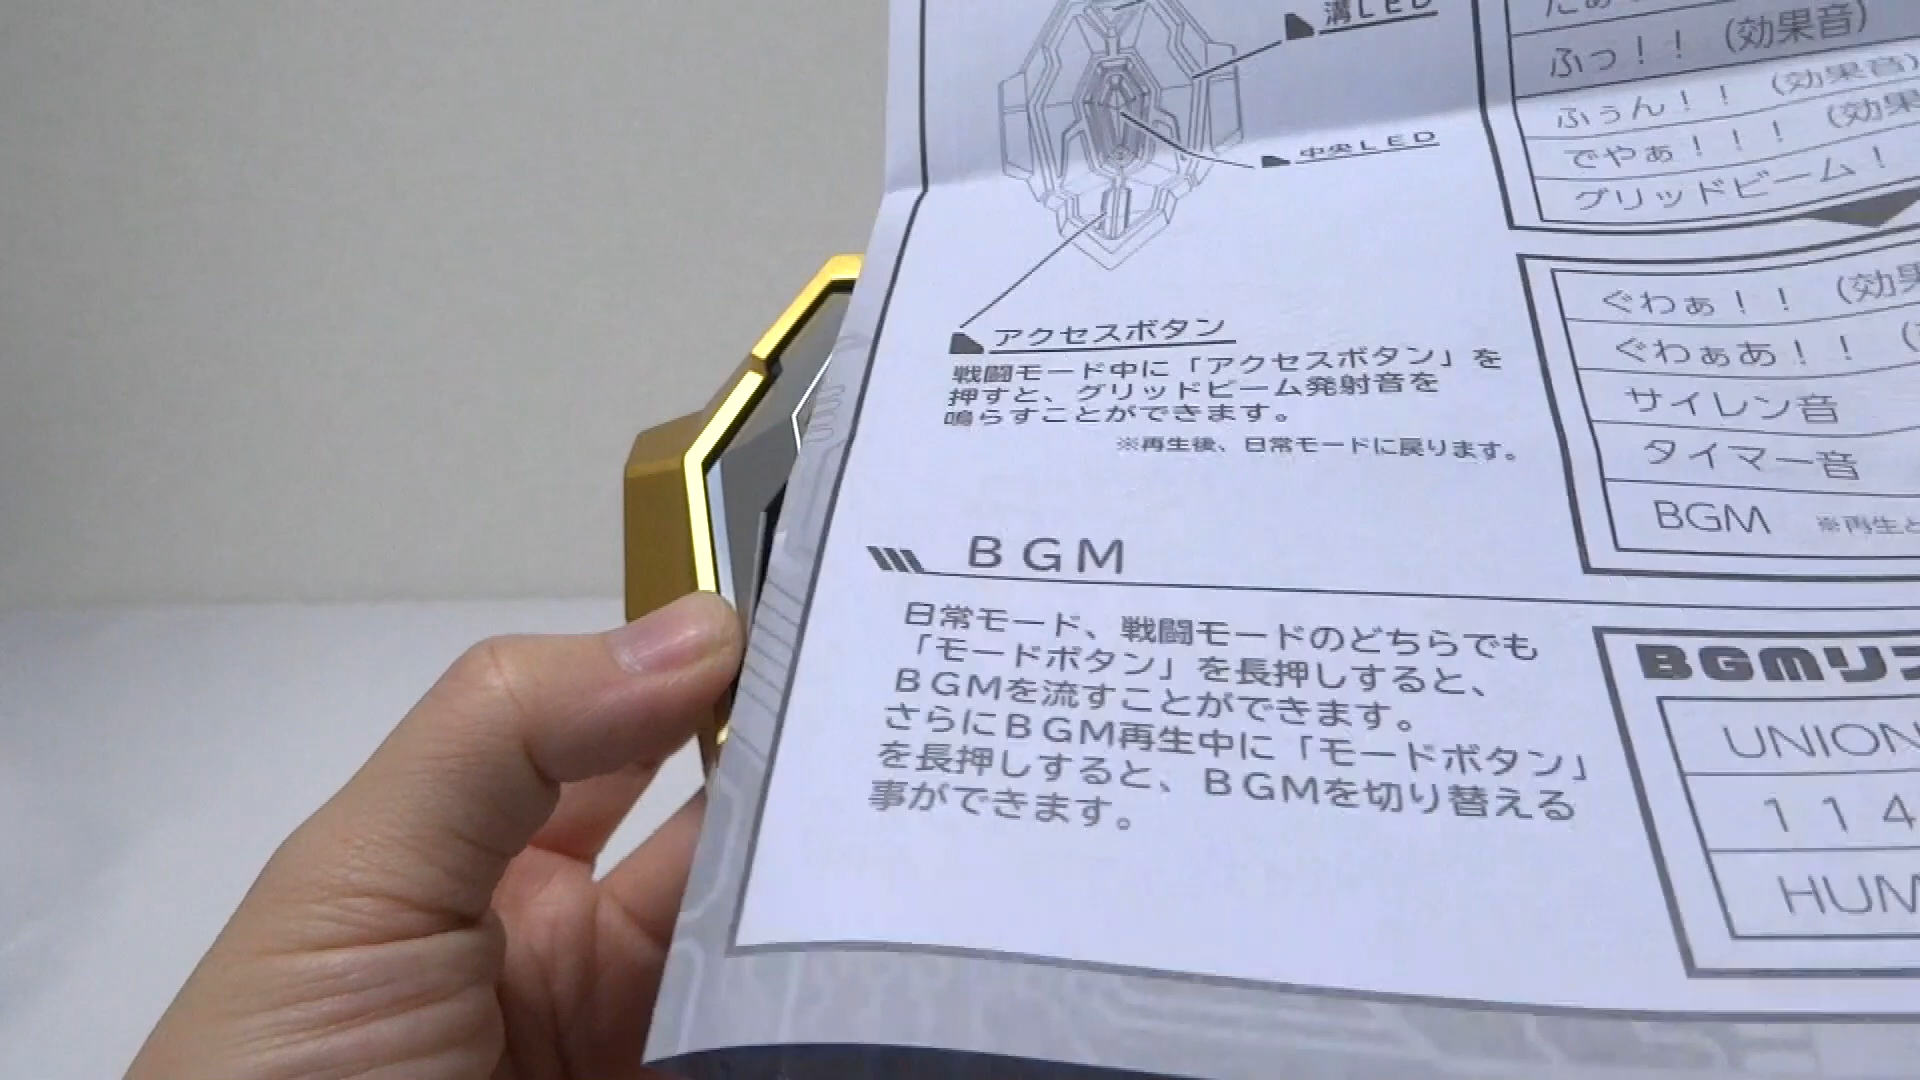 溝LED
中央LED
アクセスボタン
戦闘モード中に「アクセスボタン」を
押すと、グリッドビーム発射音を
鳴らすことができます。
※再生後、日常モードに戻ります。
BGM
日常モード、戦闘モードのどちらでも
「モードボタン」を長押しすると、
BGMを流すことができます。
さらにBGM再生中に「モードボタン」
を長押しすると、BGMを切り替える
事ができます。
ふっ！！（効果音）
ふぅん！！（効果音）
でやぁ！！！（効果
グリッドビーム！
ぐわぁ！！（効果
ぐわぁあ！！
サイレン音
タイマー音
BGM ※再生
BGMリス
UNION
114
HUM